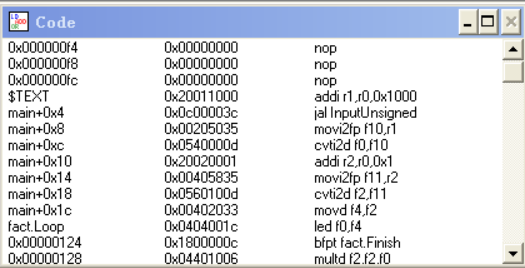 Code
0x000000f4 0x00000000 nop
0x000000f8 0x00000000 nop
0x000000fc 0x00000000 nop
$TEXT 0x20011000 addi r1,r0,0x1000
main+0x4 0x0c00003c jal InputUnsigned
main+0x8 0x00205035 movi2fp f10,r1
main+0xc 0x0540000d cvti2d f0,f10
main+0x10 0x20020001 addi r2,r0,0x1
main+0x14 0x00405835 movi2fp f11,r2
main+0x18 0x0560100d cvti2d f2,f11
main+0x1c 0x00402033 movd f4,f2
fact.Loop 0x0404001c led f0,f4
0x00000124 0x1800000c bfpt fact.Finish
0x00000128 0x04401006 multd f2,f2,f0